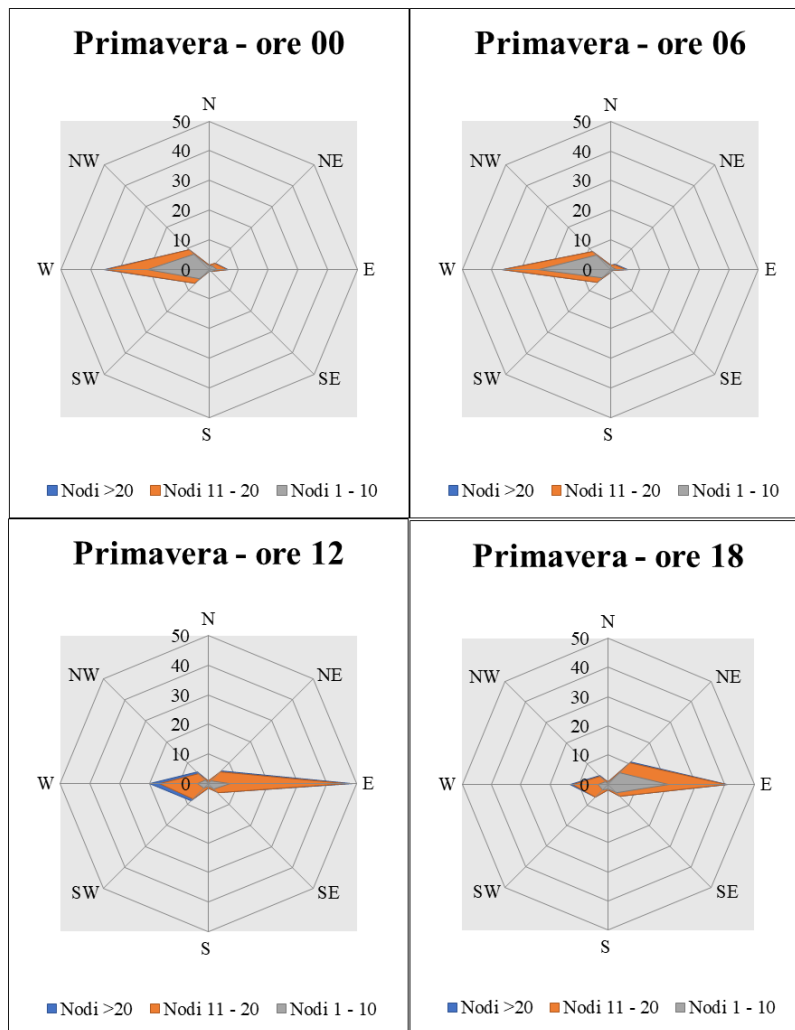 Primavera - ore 00
N
50
NW
40
NE
30
20
10
W
0
E
SW
SE
S
Nodi >20 Nodi 11 - 20 Nodi 1 - 10
Primavera - ore 06
N
50
NW
40
NE
30
20
10
W
0
E
SW
SE
S
Nodi >20 Nodi 11 - 20 Nodi 1 - 10
Primavera - ore 12
N
50
NW
40
NE
30
20
10
W
0
E
SW
SE
S
Nodi >20 Nodi 11 - 20 Nodi 1 - 10
Primavera - ore 18
N
50
NW
40
NE
30
20
10
W
0
E
SW
SE
S
Nodi >20 Nodi 11 - 20 Nodi 1 - 10